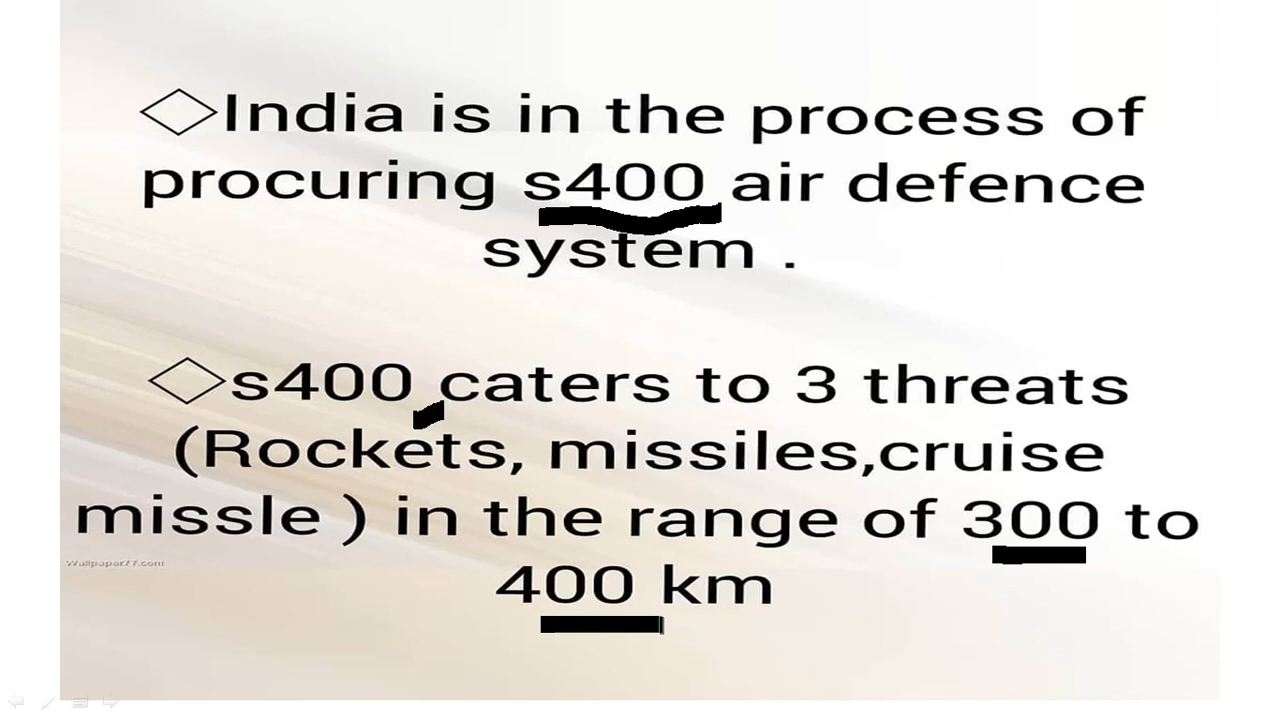 ◇India is in the process of
procuring s400 air defence
system .
◇s400 caters to 3 threats
(Rockets, missiles,cruise
missle ) in the range of 300 to
400 km
Wallpaper77.com